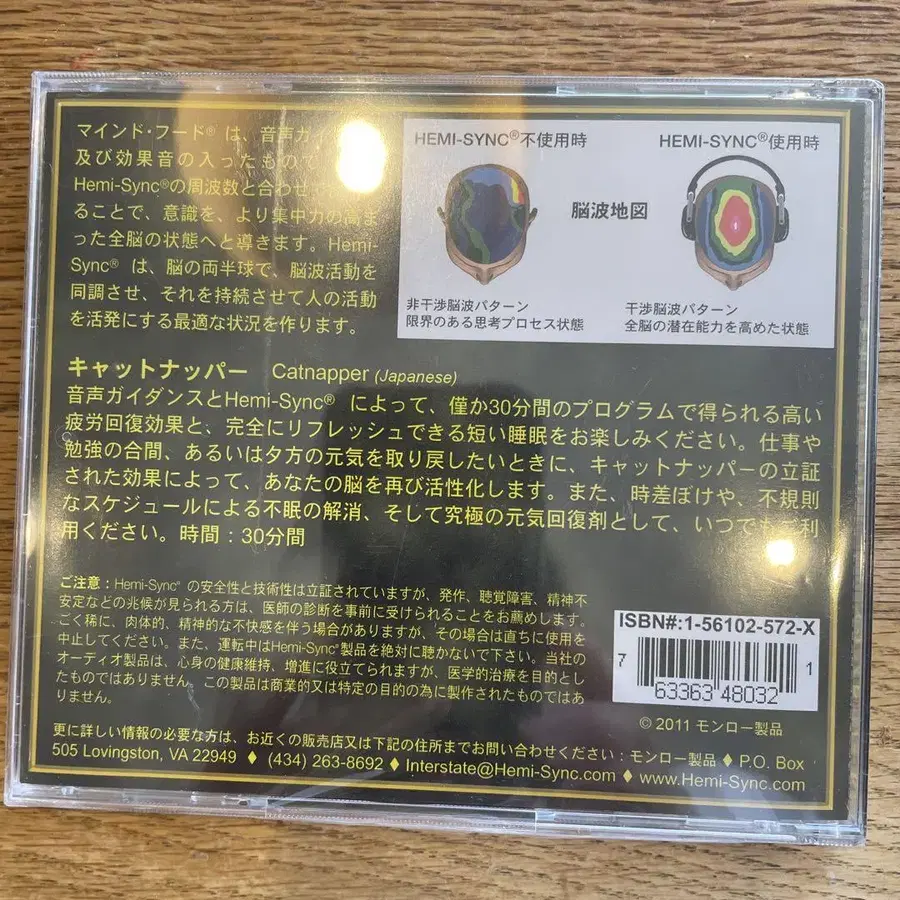 マインド・フード® は、音声ガイ
及び効果音の入ったもので
Hemi-Sync®の周波数と合わせ
ることで、意識を、より集中力の高ま
った全脳の状態へと導きます。Hemi-
Sync® は、脳の両半球で、脳波活動を
同調させ、それを持続させて人の活動
を活発にする最適な状況を作ります。
HEMI-SYNC®不使用時
HEMI-SYNC®使用時
脳波地図
非干渉脳波パターン
限界のある思考プロセス状態
干渉脳波パターン
全脳の潜在能力を高めた状態
キャットナッパー Catnapper (Japanese)
音声ガイダンスとHemi-Sync® によって、僅か30分間のプログラムで得られる高い
疲労回復効果と、完全にリフレッシュできる短い睡眠をお楽しみください。仕事や
勉強の合間、あるいは夕方の元気を取り戻したいときに、キャットナッパーの立証
された効果によって、あなたの脳を再び活性化します。また、時差ぼけや、不規則
なスケジュールによる不眠の解消、そして究極の元気回復剤として、いつでもご利
用ください。時間：30分間
ご注意：Hemi-Sync® の安全性と技術性は立証されていますが、発作、聴覚障害、精神不
安定などの兆候が見られる方は、医師の診断を事前に受けられることをお薦めします。
ごく稀に、肉体的、精神的な不快感を伴う場合がありますが、その場合は直ちに使用を
中止してください。また、運転中はHemi-Sync®製品を絶対に聴かないで下さい。当社の
オーディオ製品は、心身の健康維持、増進に役立てられますが、医学的治療を目的とし
たものではありません。この製品は商業的又は特定の目的の為に製作されたものではあ
りません。
ISBN#:1-56102-572-X
7 63363 48032 1
© 2011 モンロー製品
更に詳しい情報の必要な方は、お近くの販売店又は下記の住所までお問い合わせください：モンロー製品 ♦ P.O. Box
505 Lovingston, VA 22949 ♦ (434) 263-8692 ♦ Interstate@Hemi-Sync.com ♦ www.Hemi-Sync.com